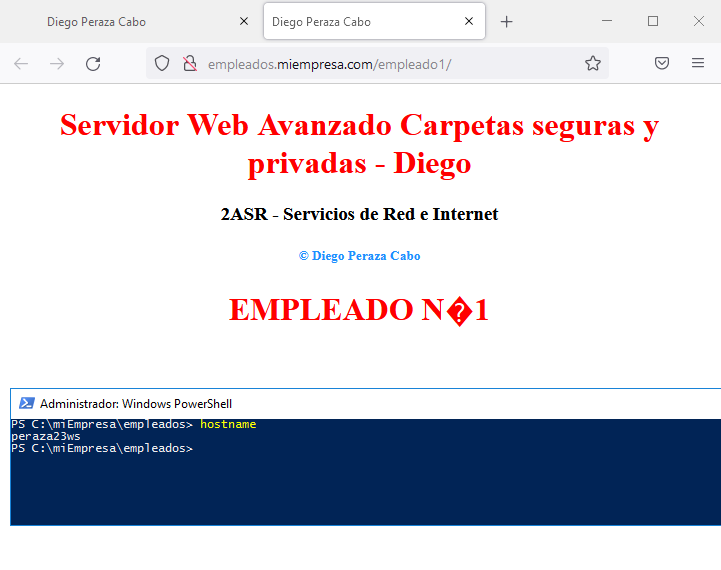 Diego Peraza Cabo
Diego Peraza Cabo
empleados.miempresa.com/empleado1/
Servidor Web Avanzado Carpetas seguras y
privadas - Diego
2ASR - Servicios de Red e Internet
© Diego Peraza Cabo
EMPLEADO N�1
Administrador: Windows PowerShell
PS C:\miEmpresa\empleados> hostname
peraza23ws
PS C:\miEmpresa\empleados>